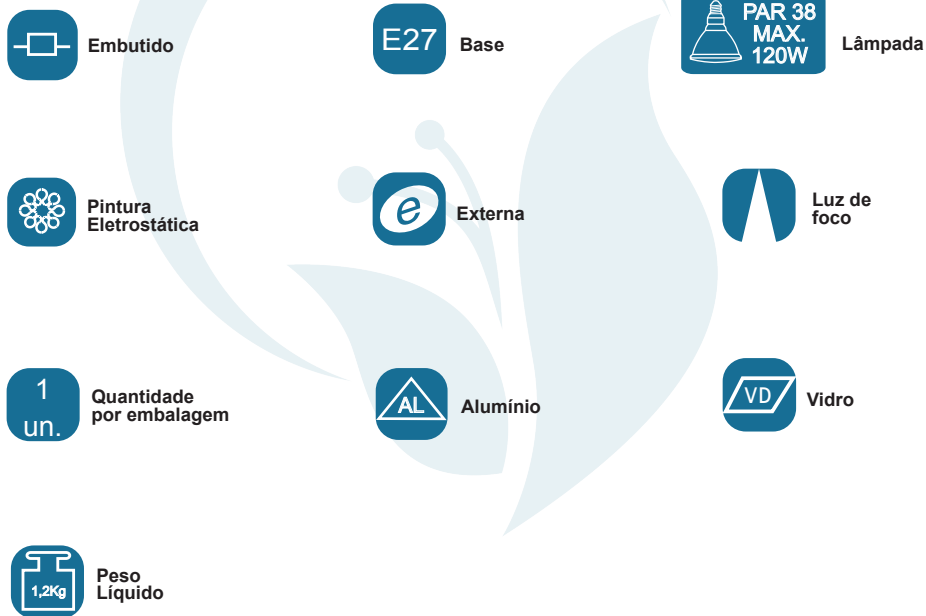 Embutido
E27
Base
PAR 38
MAX.
120W
Lâmpada
Pintura
Eletrostática
e
Externa
Luz de
foco
1
un.
Quantidade
por embalagem
AL
Alumínio
VD
Vidro
1,2Kg
Peso
Líquido